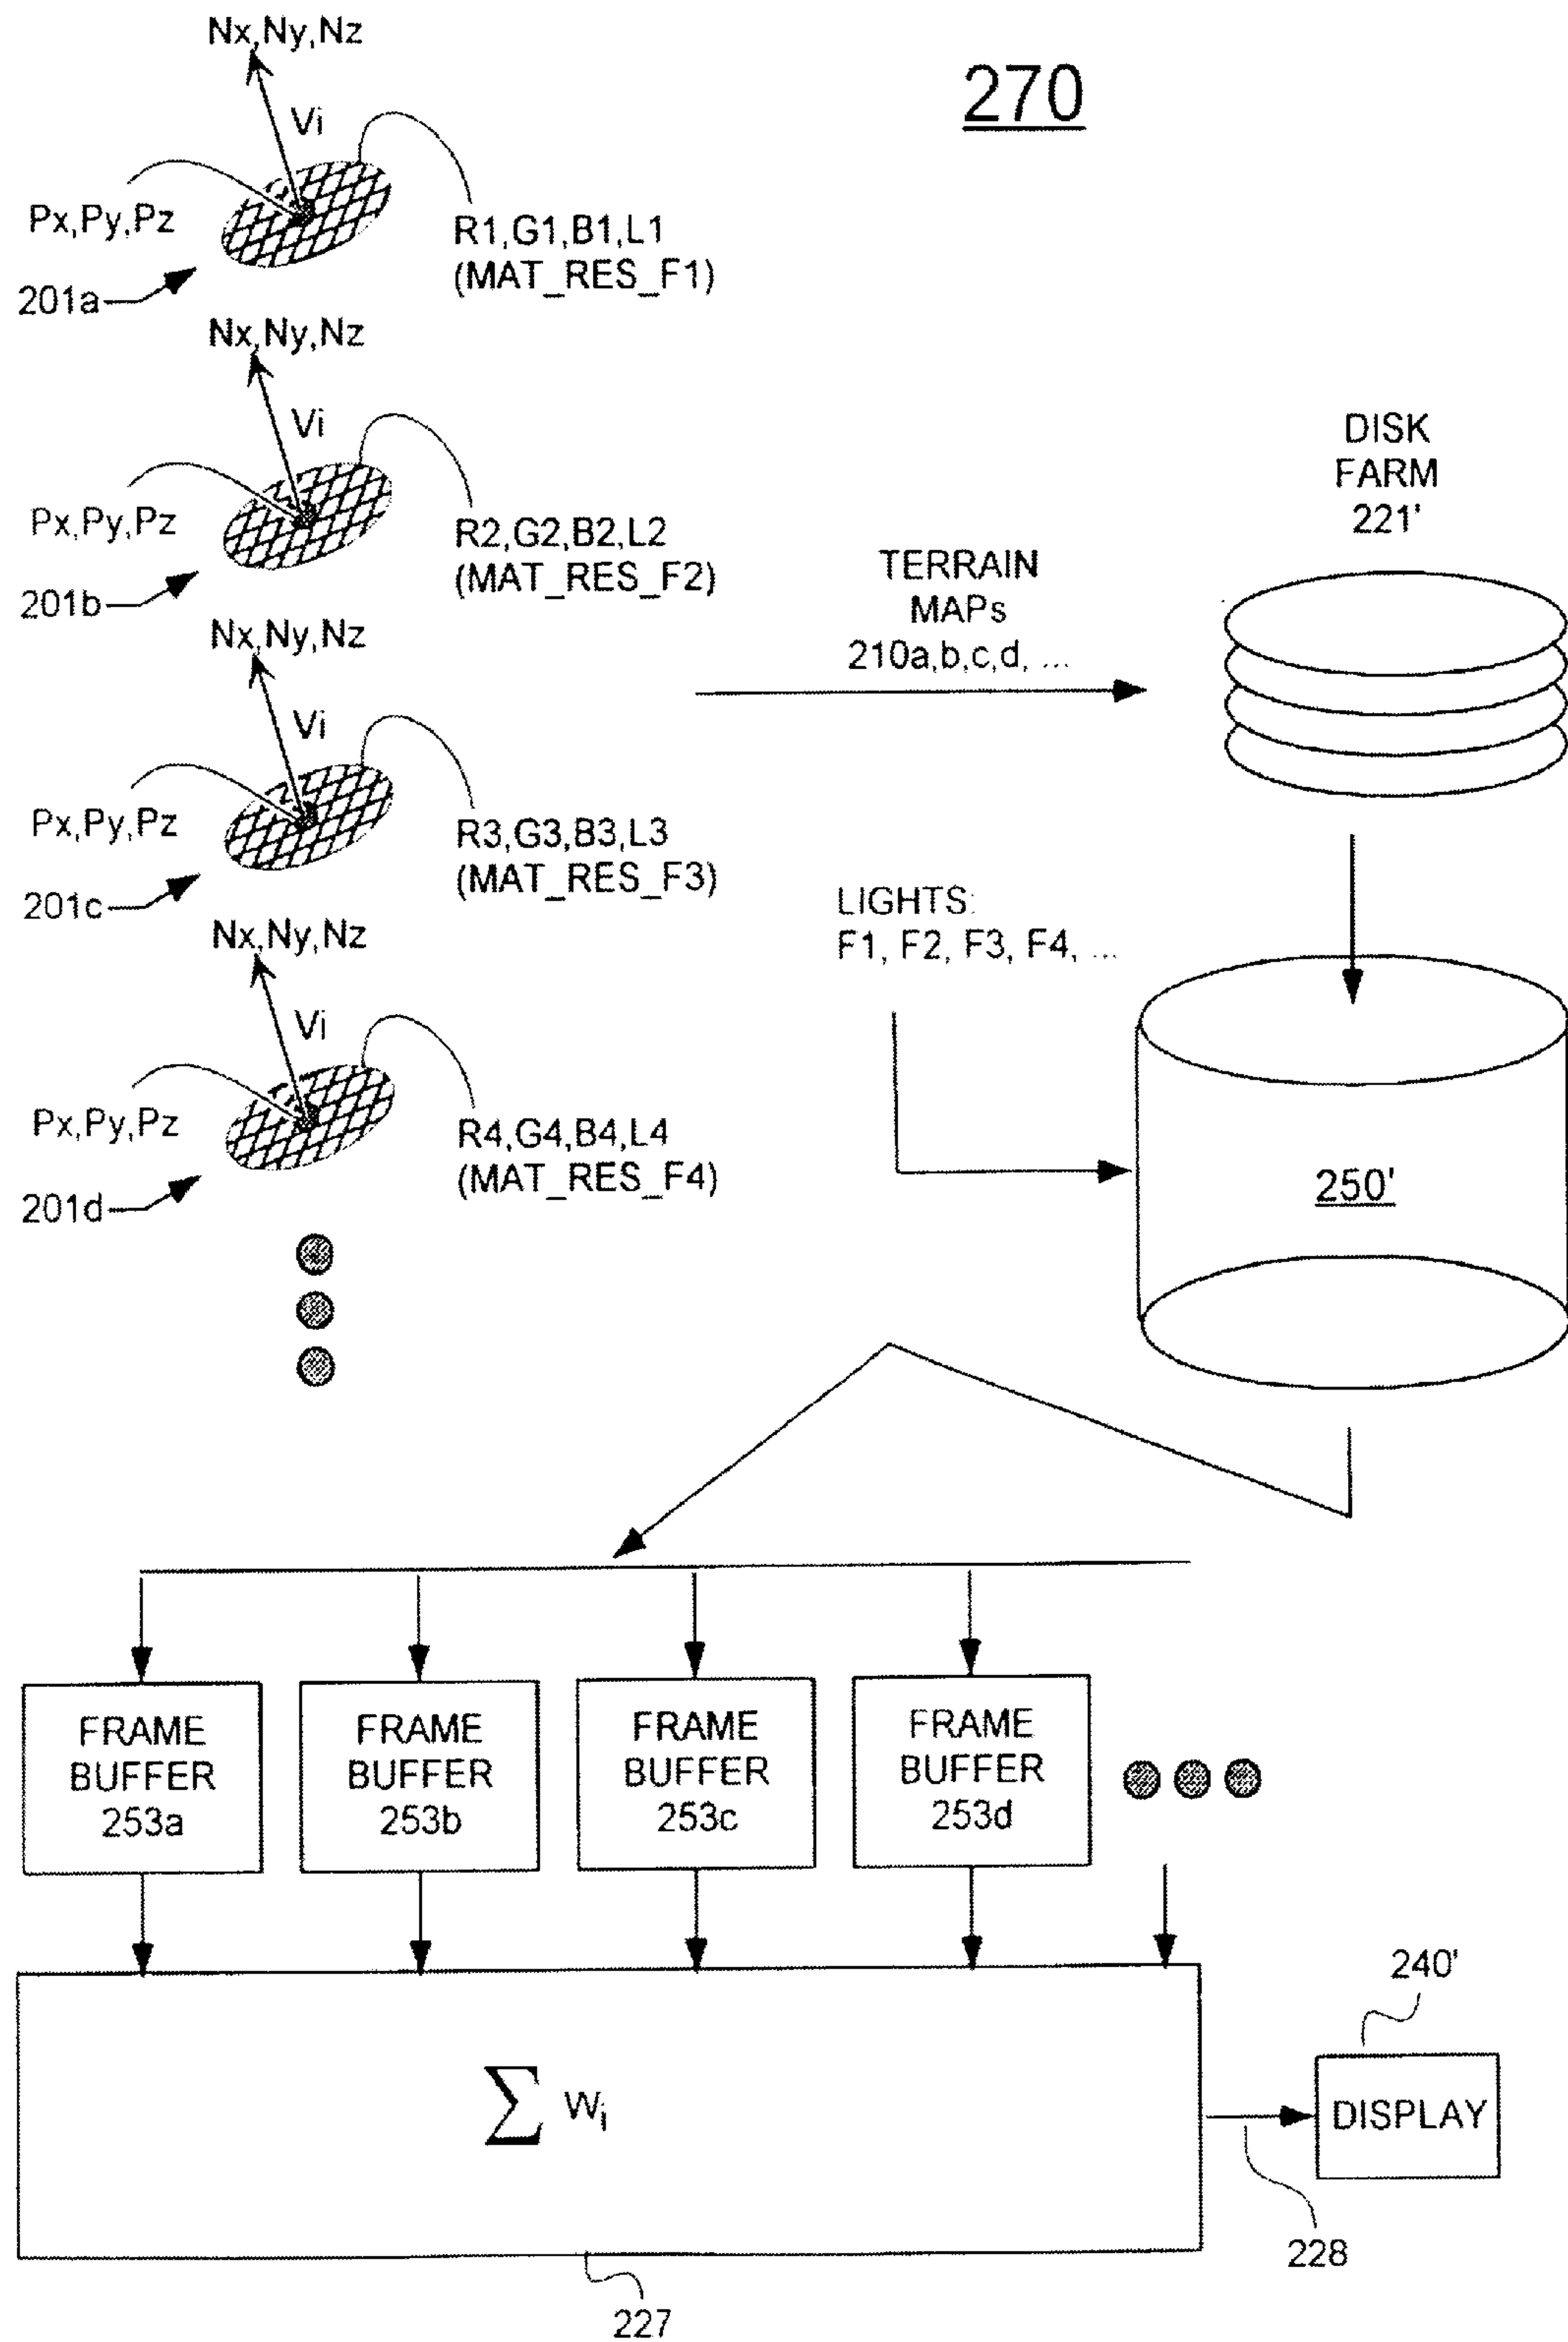 270
Nx,Ny,Nz
Vi
Px,Py,Pz
R1,G1,B1,L1
(MAT_RES_F1)
201a
Nx,Ny,Nz
Vi
Px,Py,Pz
R2,G2,B2,L2
(MAT_RES_F2)
201b
Nx,Ny,Nz
Vi
Px,Py,Pz
R3,G3,B3,L3
(MAT_RES_F3)
201c
Nx,Ny,Nz
Vi
Px,Py,Pz
R4,G4,B4,L4
(MAT_RES_F4)
201d
TERRAIN
MAPs
210a,b,c,d, ...
DISK
FARM
221'
LIGHTS:
F1, F2, F3, F4, ...
250'
FRAME
BUFFER
253a
FRAME
BUFFER
253b
FRAME
BUFFER
253c
FRAME
BUFFER
253d
∑ Wi
240'
DISPLAY
228
227